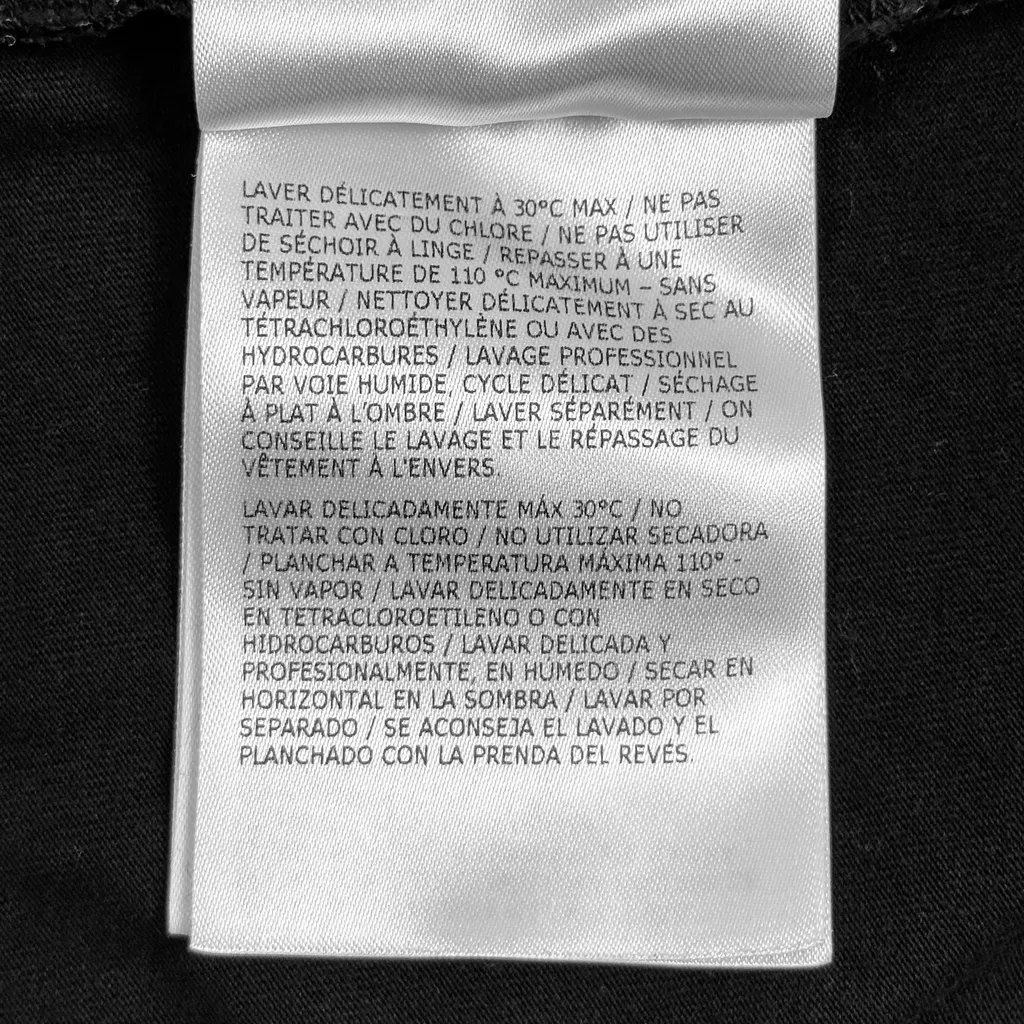 LAVER DÉLICATEMENT À 30°C MAX / NE PAS
TRAITER AVEC DU CHLORE / NE PAS UTILISER
DE SÉCHOIR À LINGE / REPASSER À UNE
TEMPÉRATURE DE 110 °C MAXIMUM – SANS
VAPEUR / NETTOYER DÉLICATEMENT À SEC AU
TÉTRACHLOROÉTHYLÈNE OU AVEC DES
HYDROCARBURES / LAVAGE PROFESSIONNEL
PAR VOIE HUMIDE, CYCLE DÉLICAT / SÉCHAGE
À PLAT À L'OMBRE / LAVER SÉPARÉMENT / ON
CONSEILLE LE LAVAGE ET LE RÉPASSAGE DU
VÊTEMENT À L'ENVERS.
LAVAR DELICADAMENTE MÁX 30°C / NO
TRATAR CON CLORO / NO UTILIZAR SECADORA
/ PLANCHAR A TEMPERATURA MÁXIMA 110° -
SIN VAPOR / LAVAR DELICADAMENTE EN SECO
EN TETRACLOROETILENO O CON
HIDROCARBUROS / LAVAR DELICADA Y
PROFESIONALMENTE, EN HÚMEDO / SECAR EN
HORIZONTAL EN LA SOMBRA / LAVAR POR
SEPARADO / SE ACONSEJA EL LAVADO Y EL
PLANCHADO CON LA PRENDA DEL REVÉS.